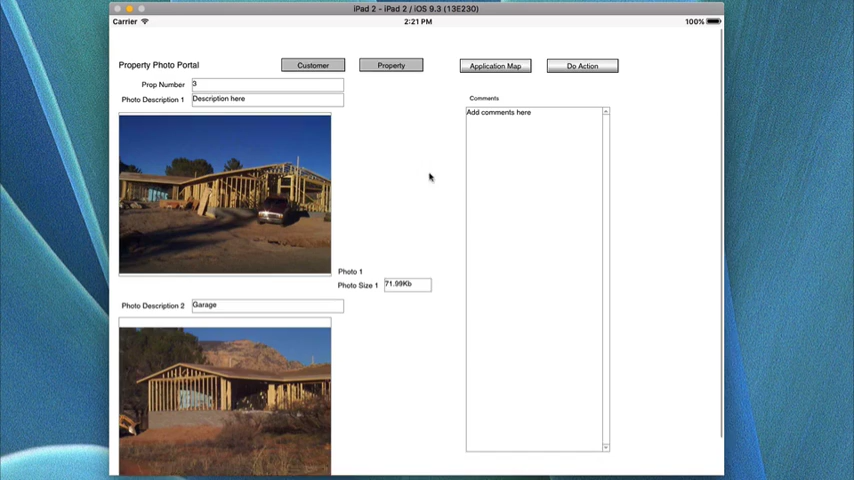 iPad 2 - iPad 2 / iOS 9.3 (13E230)
Carrier 2:21 PM 100%
Property Photo Portal Customer Property Application Map Do Action
Prop Number 3
Photo Description 1 Description here
Comments
Add comments here
Photo 1
Photo Size 1 71.99Kb
Photo Description 2 Garage